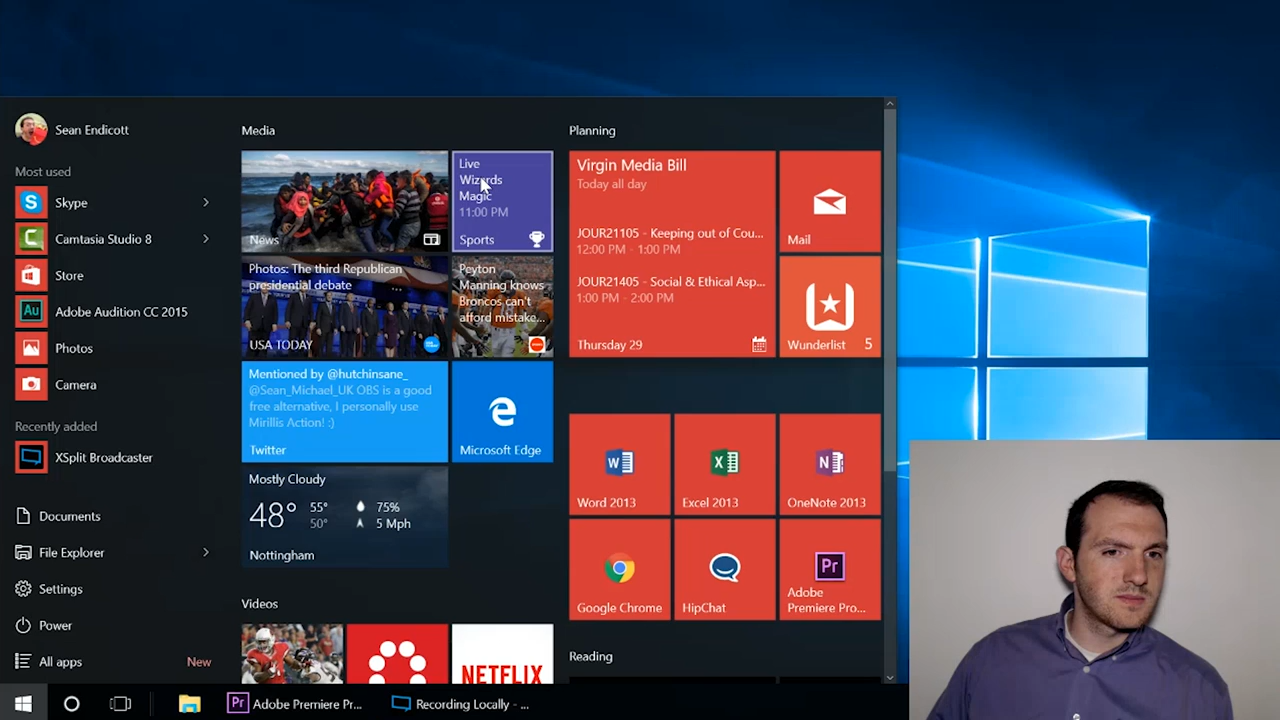 Sean Endicott
Most used
Skype
Camtasia Studio 8
Store
Au
Adobe Audition CC 2015
Photos
Camera
Recently added
XSplit Broadcaster
Documents
File Explorer
Settings
Power
All apps
New
Media
News
Live
Wizards
Magic
11:00 PM
Sports
Photos: The third Republican
presidential debate
USA TODAY
Peyton
Manning knows
Broncos can't
afford mistake...
Mentioned by @hutchinsane_
@Sean_Michael_UK OBS is a good
free alternative, I personally use
Mirillis Action! :)
Twitter
Microsoft Edge
Mostly Cloudy
48° 55° 75%
50° 5 Mph
Nottingham
Videos
NETFLIX
Planning
Virgin Media Bill
Today all day
JOUR21105 - Keeping out of Cou...
12:00 PM - 1:00 PM
JOUR21405 - Social & Ethical Asp...
1:00 PM - 2:00 PM
Thursday 29
Mail
Wunderlist 5
W
Word 2013
X
Excel 2013
N
OneNote 2013
Google Chrome
HipChat
Pr
Adobe
Premiere Pro...
Reading
Pr
Adobe Premiere Pr...
Recording Locally - ...